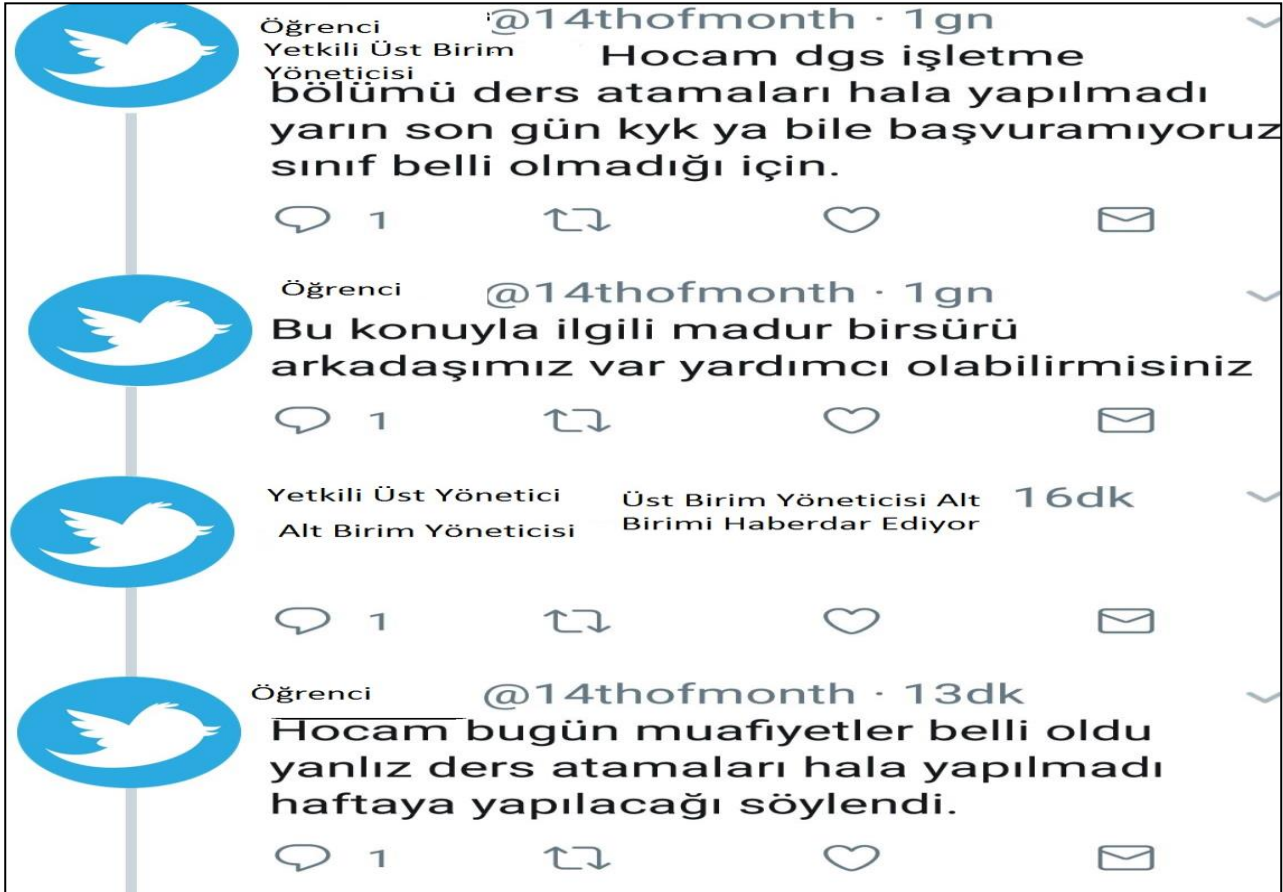 Öğrenci @14thofmonth · 1gn
Yetkili Üst Birim
Yöneticisi
Hocam dgs işletme
bölümü ders atamaları hala yapılmadı
yarın son gün kyk ya bile başvuramıyoruz
sınıf belli olmadığı için.
1
Öğrenci @14thofmonth · 1gn
Bu konuyla ilgili madur birsürü
arkadaşımız var yardımcı olabilirmisiniz
1
Yetkili Üst Yönetici
Alt Birim Yöneticisi
Üst Birim Yöneticisi Alt
Birimi Haberdar Ediyor
16dk
1
Öğrenci @14thofmonth · 13dk
Hocam bugün muafiyetler belli oldu
yanlız ders atamaları hala yapılmadı
haftaya yapılacağı söylendi.
1